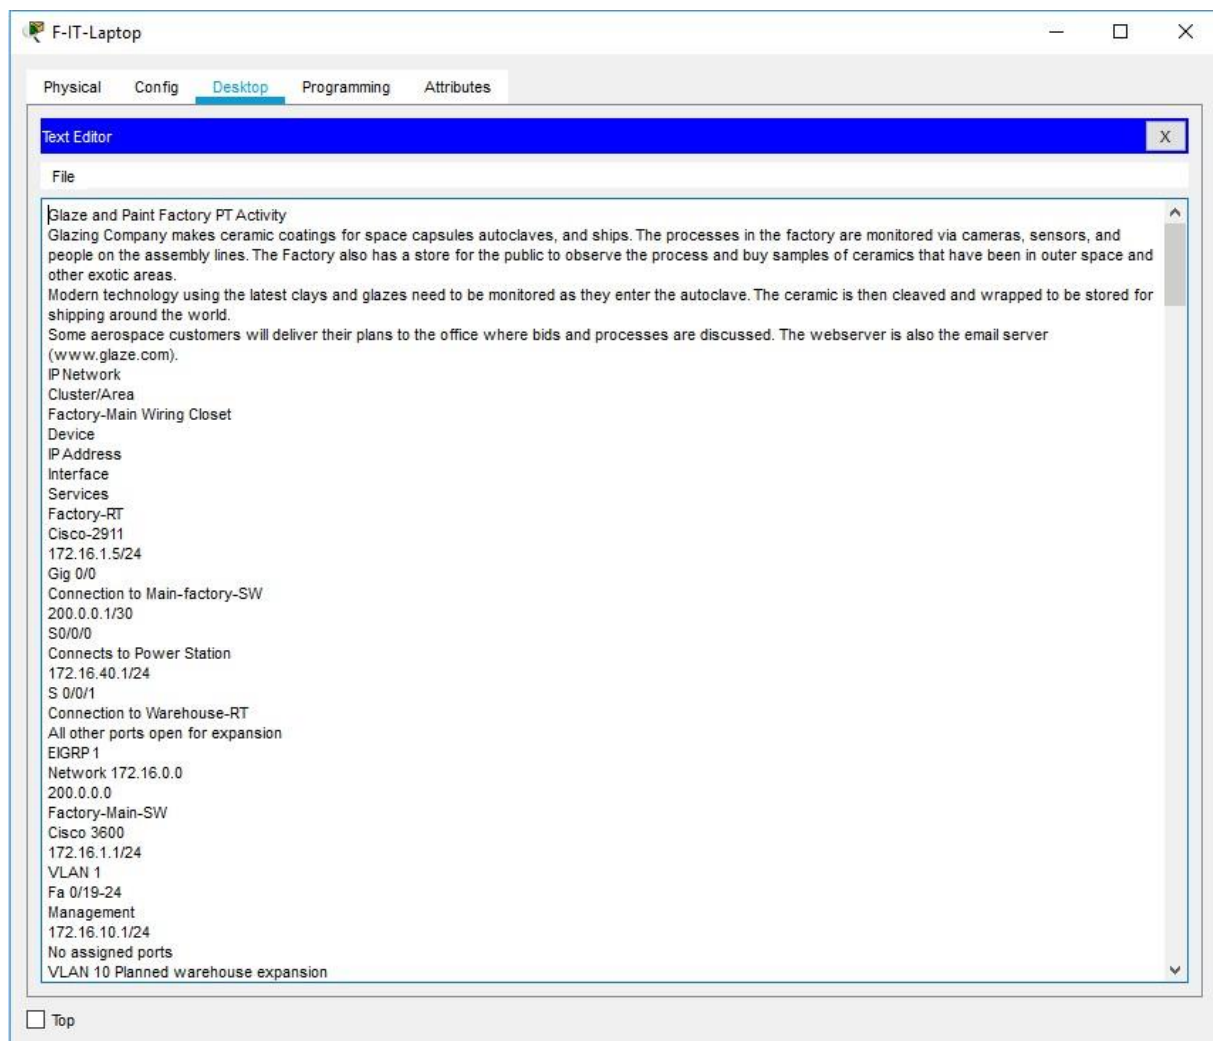 F-IT-Laptop
Physical Config Desktop Programming Attributes
Text Editor X
File
Glaze and Paint Factory PT Activity
Glazing Company makes ceramic coatings for space capsules autoclaves, and ships. The processes in the factory are monitored via cameras, sensors, and
people on the assembly lines. The Factory also has a store for the public to observe the process and buy samples of ceramics that have been in outer space and
other exotic areas.
Modern technology using the latest clays and glazes need to be monitored as they enter the autoclave. The ceramic is then cleaved and wrapped to be stored for
shipping around the world.
Some aerospace customers will deliver their plans to the office where bids and processes are discussed. The webserver is also the email server
(www.glaze.com).
IP Network
Cluster/Area
Factory-Main Wiring Closet
Device
IP Address
Interface
Services
Factory-RT
Cisco-2911
172.16.1.5/24
Gig 0/0
Connection to Main-factory-SW
200.0.0.1/30
S0/0/0
Connects to Power Station
172.16.40.1/24
S 0/0/1
Connection to Warehouse-RT
All other ports open for expansion
EIGRP 1
Network 172.16.0.0
200.0.0.0
Factory-Main-SW
Cisco 3600
172.16.1.1/24
VLAN 1
Fa 0/19-24
Management
172.16.10.1/24
No assigned ports
VLAN 10 Planned warehouse expansion
Top